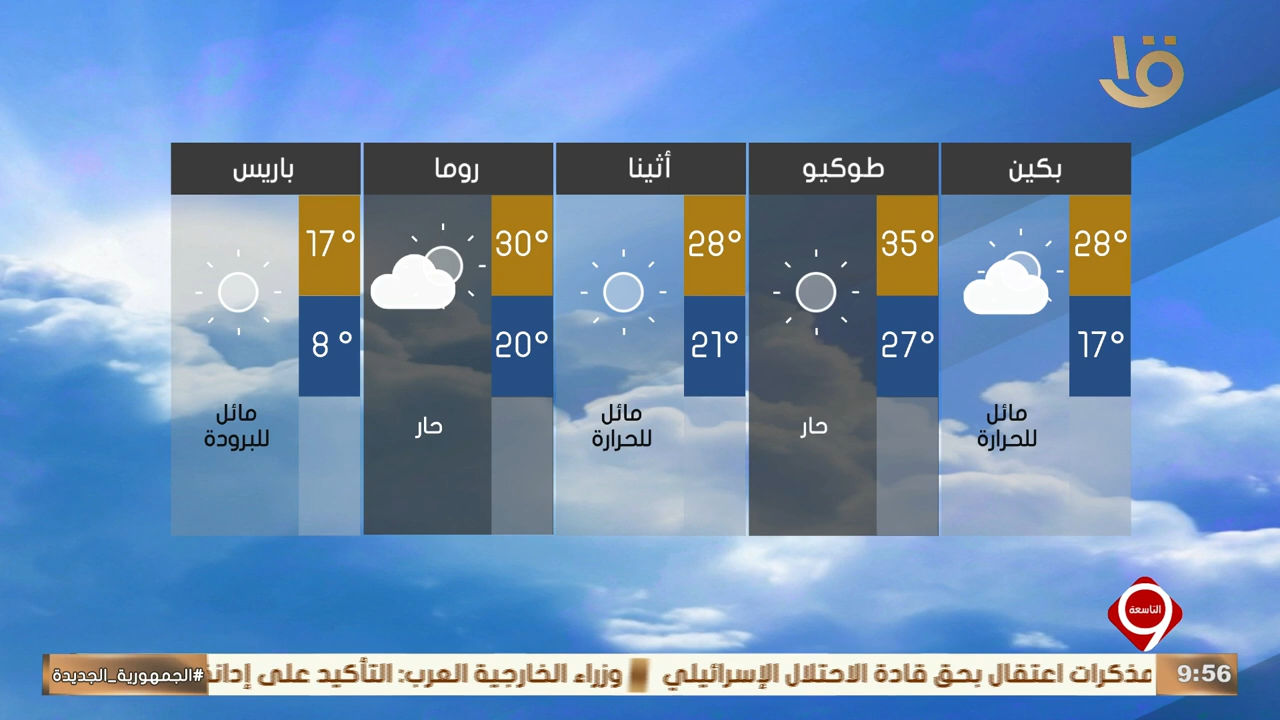 بكين
28°
17°
مائل
للحرارة
طوكيو
35°
27°
حار
أثينا
28°
21°
مائل
للحرارة
روما
30°
20°
حار
باريس
17°
8°
مائل
للبرودة
التاسعة
9
9:56
مذكرات اعتقال بحق قادة الاحتلال الإسرائيلي وزراء الخارجية العرب: التأكيد على
#الجمهورية_الجديدة